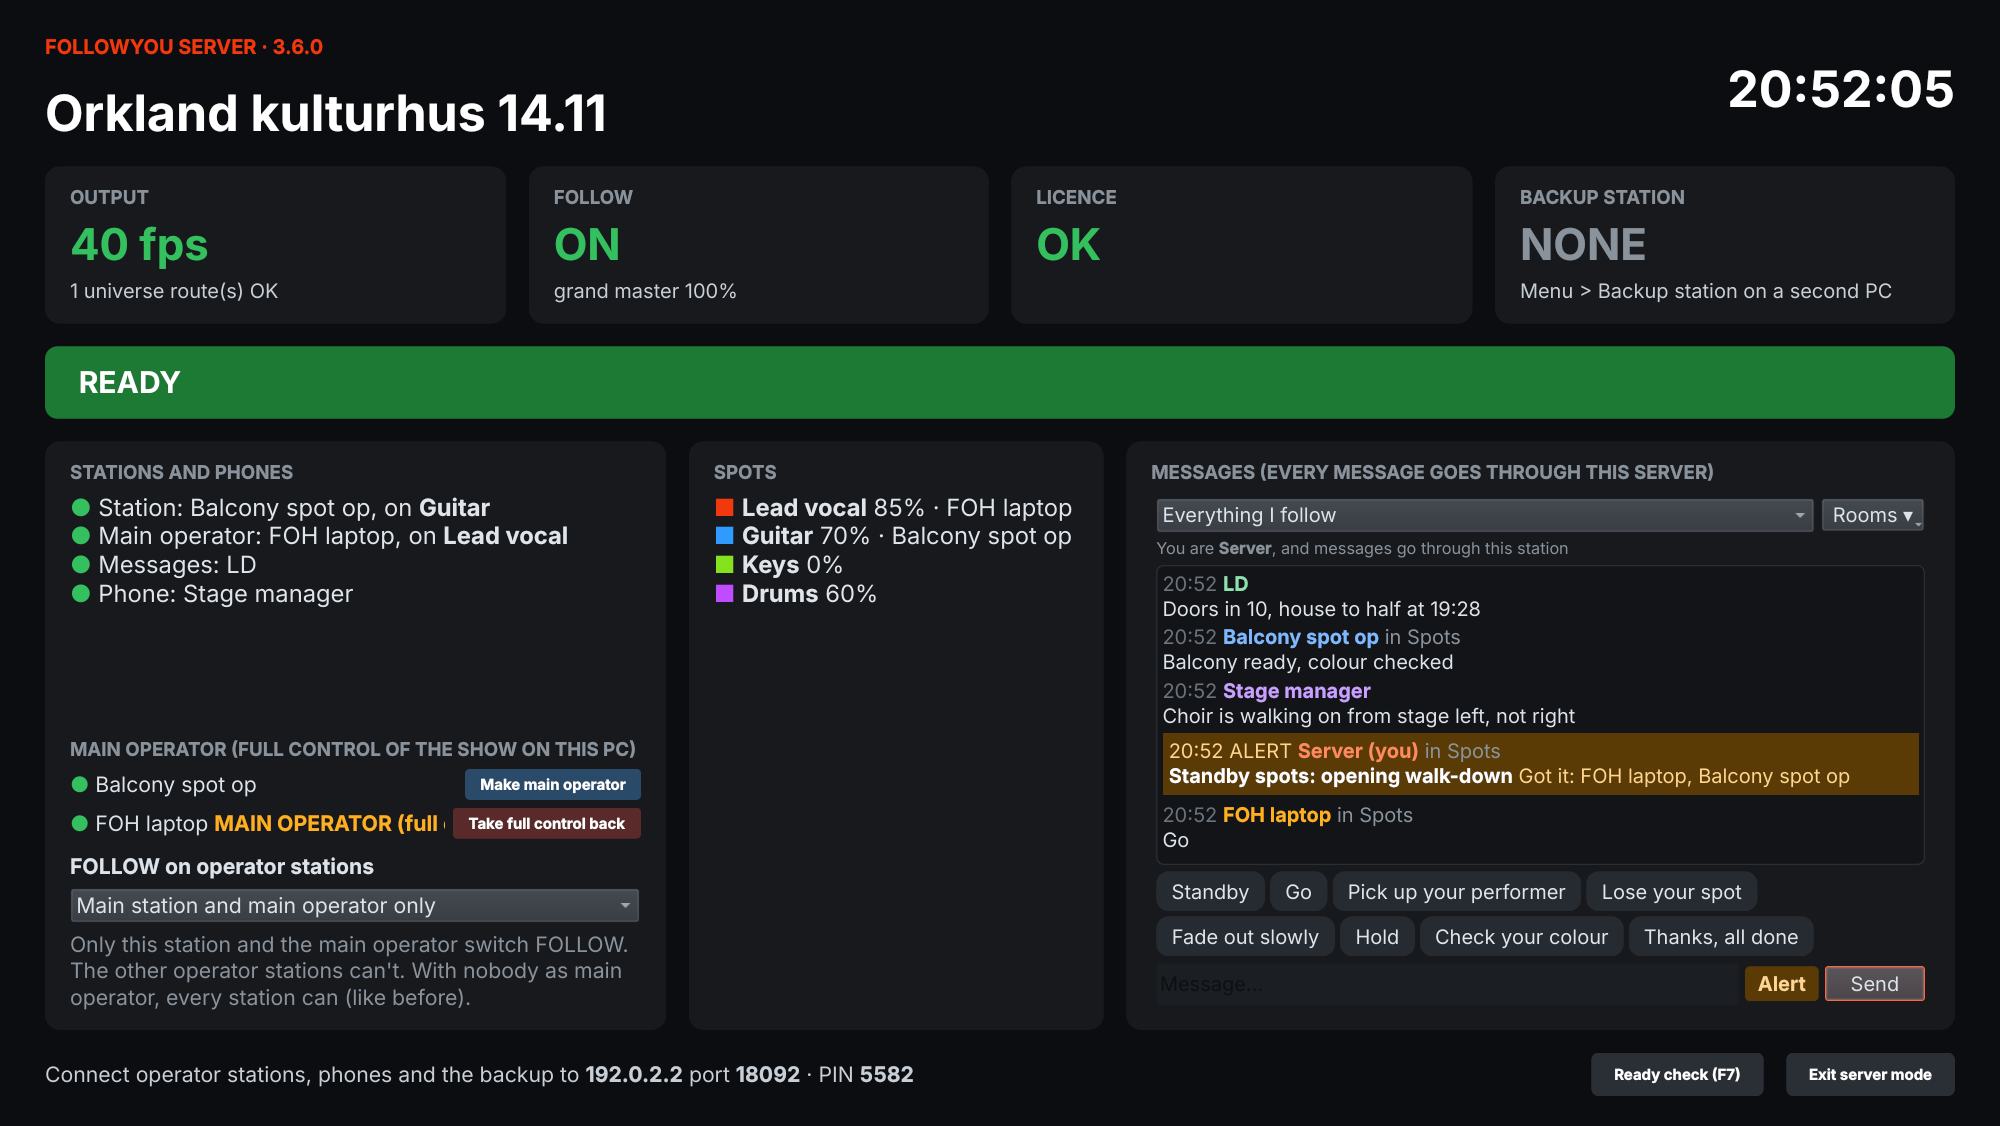 FOLLOWYOU SERVER · 3.6.0
Orkland kulturhus 14.11
20:52:05
OUTPUT
40 fps
1 universe route(s) OK
FOLLOW
ON
grand master 100%
LICENCE
OK
BACKUP STATION
NONE
Menu > Backup station on a second PC
READY
STATIONS AND PHONES
Station: Balcony spot op, on Guitar
Main operator: FOH laptop, on Lead vocal
Messages: LD
Phone: Stage manager
MAIN OPERATOR (FULL CONTROL OF THE SHOW ON THIS PC)
Balcony spot op
Make main operator
FOH laptop MAIN OPERATOR (full
Take full control back
FOLLOW on operator stations
Main station and main operator only
Only this station and the main operator switch FOLLOW.
The other operator stations can't. With nobody as main
operator, every station can (like before).
SPOTS
Lead vocal 85% · FOH laptop
Guitar 70% · Balcony spot op
Keys 0%
Drums 60%
MESSAGES (EVERY MESSAGE GOES THROUGH THIS SERVER)
Everything I follow
Rooms ▾
You are Server, and messages go through this station
20:52 LD
Doors in 10, house to half at 19:28
20:52 Balcony spot op in Spots
Balcony ready, colour checked
20:52 Stage manager
Choir is walking on from stage left, not right
20:52 ALERT Server (you) in Spots
Standby spots: opening walk-down Got it: FOH laptop, Balcony spot op
20:52 FOH laptop in Spots
Go
Standby
Go
Pick up your performer
Lose your spot
Fade out slowly
Hold
Check your colour
Thanks, all done
Message...
Alert
Send
Connect operator stations, phones and the backup to 192.0.2.2 port 18092 · PIN 5582
Ready check (F7)
Exit server mode